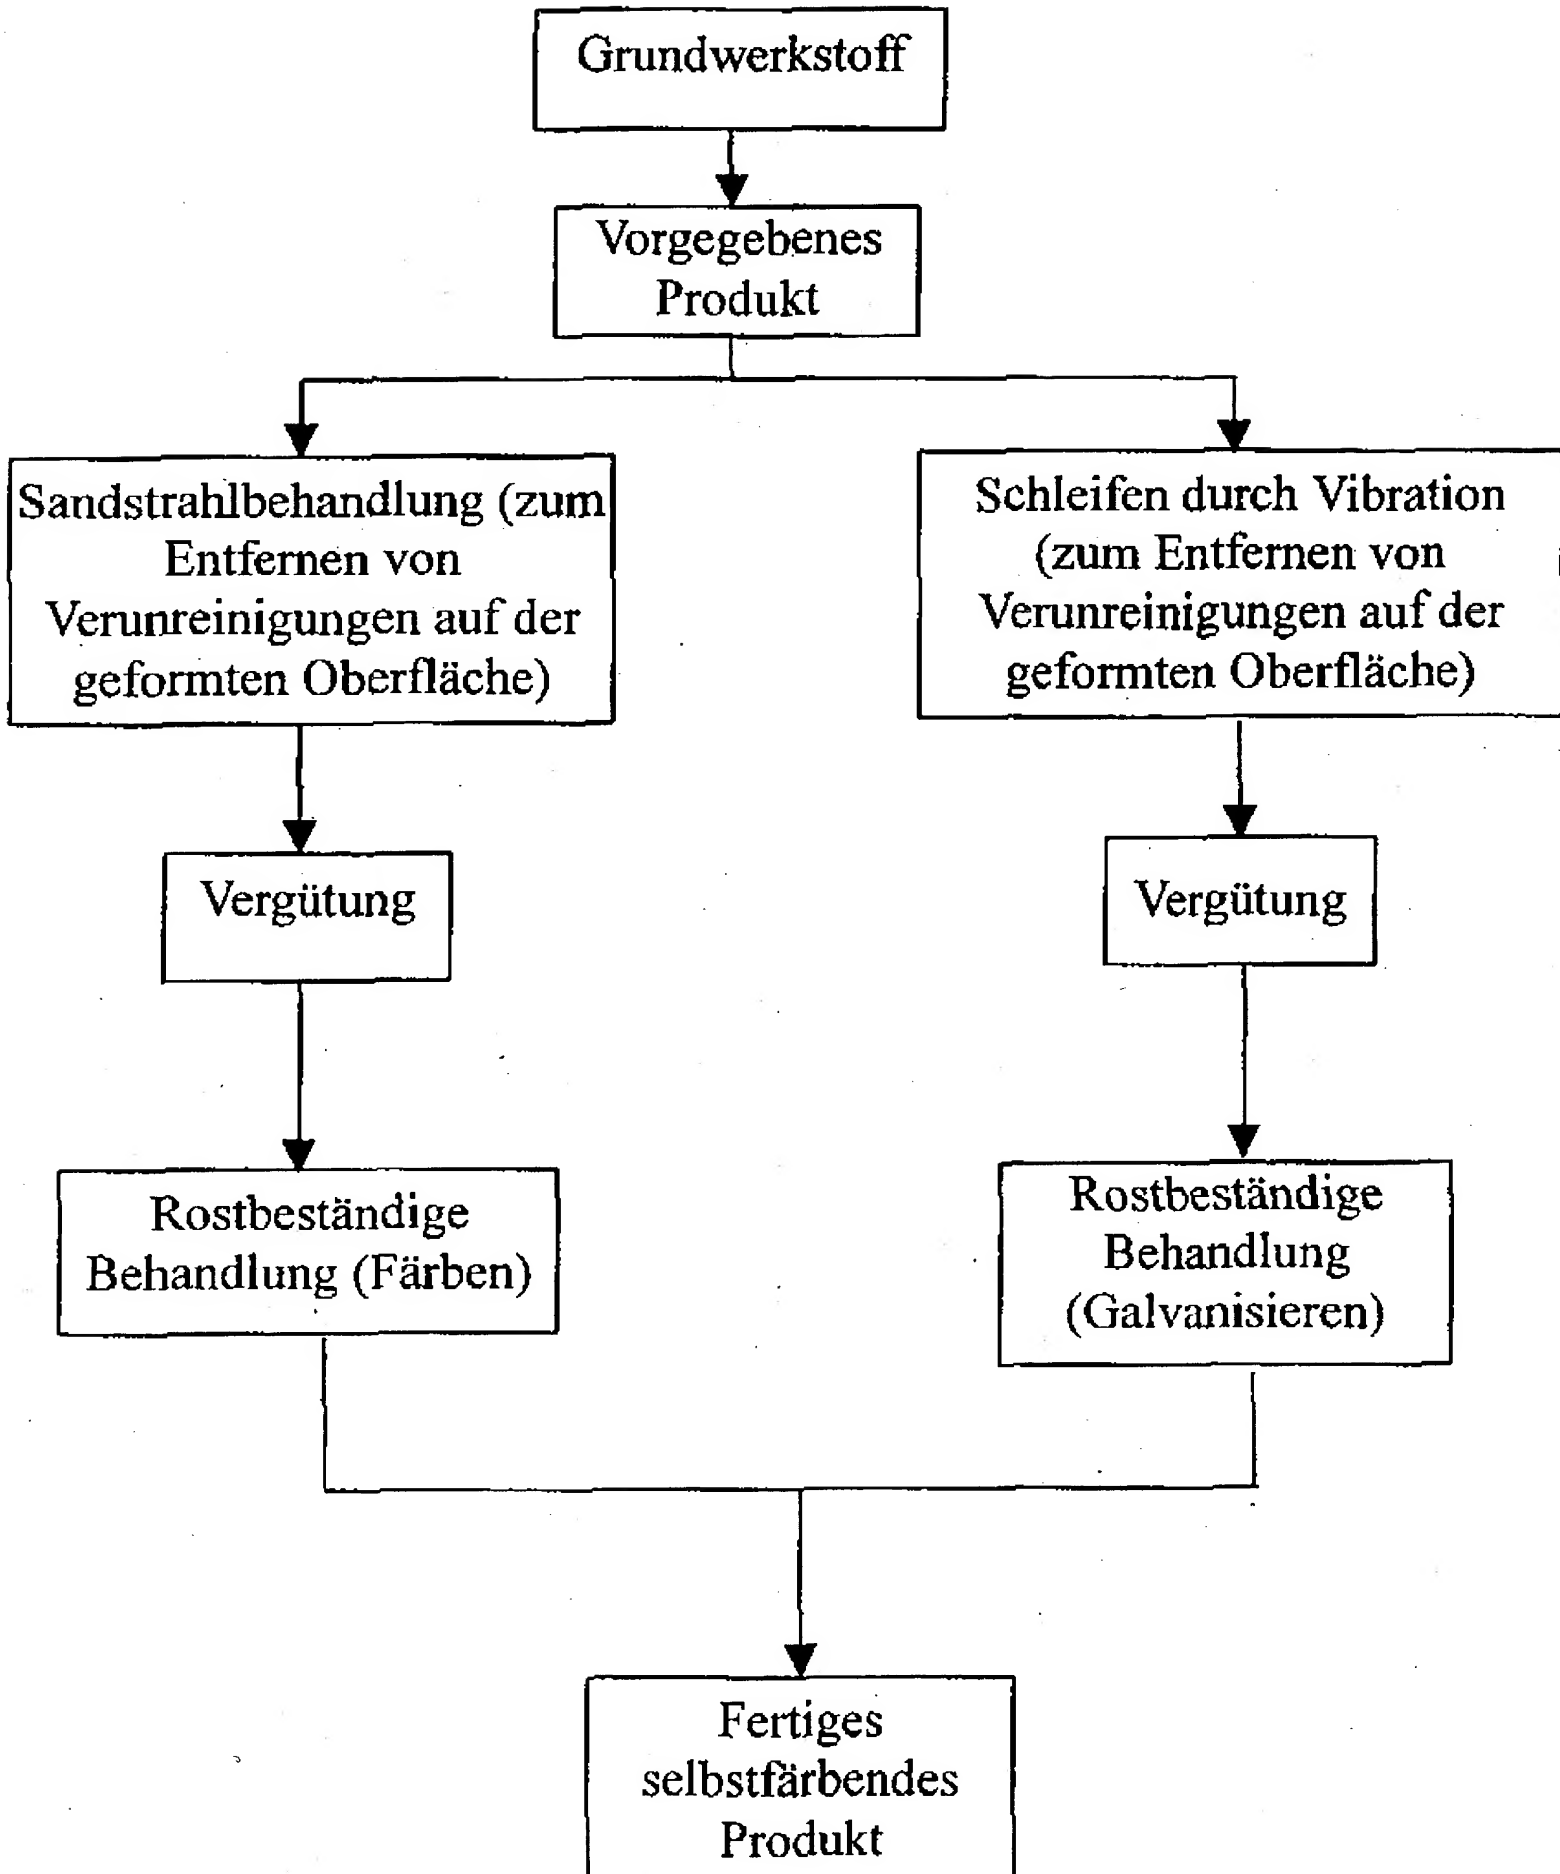 Grundwerkstoff
Vorgegebenes
Produkt
Sandstrahlbehandlung (zum
Entfernen von
Verunreinigungen auf der
geformten Oberfläche)
Schleifen durch Vibration
(zum Entfernen von
Verunreinigungen auf der
geformten Oberfläche)
Vergütung
Vergütung
Rostbeständige
Behandlung (Färben)
Rostbeständige
Behandlung
(Galvanisieren)
Fertiges
selbstfärbendes
Produkt